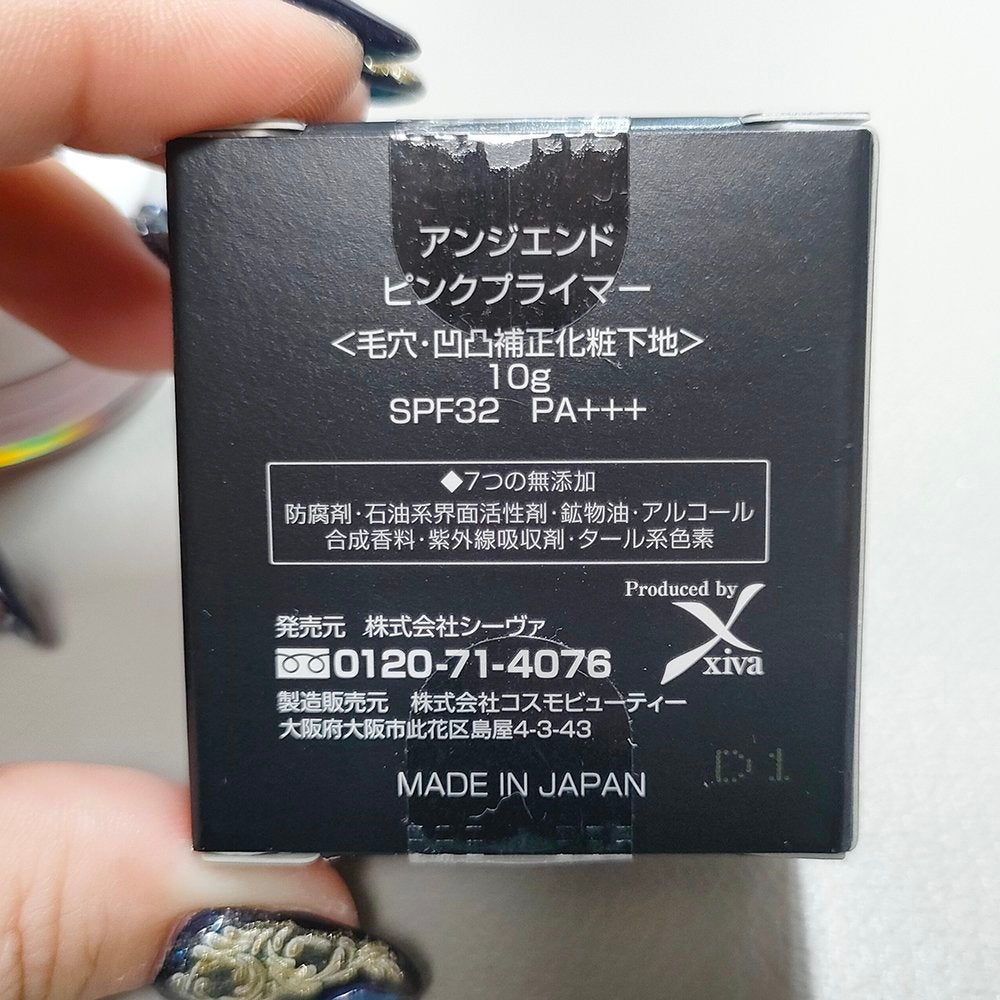 アンジエンド
ピンクプライマー
＜毛穴・凹凸補正化粧下地＞
10g
SPF32 PA+++
◆7つの無添加
防腐剤・石油系界面活性剤・鉱物油・アルコール
合成香料・紫外線吸収剤・タール系色素
Produced by
xiva
発売元 株式会社シーヴァ
0120-71-4076
製造販売元 株式会社コスモビューティー
大阪府大阪市此花区島屋4-3-43
MADE IN JAPAN
D1